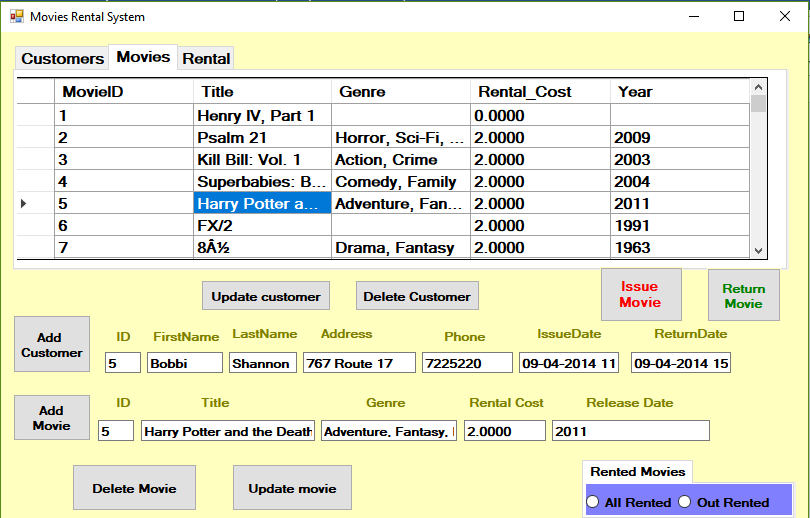 Movies Rental System
Customers Movies Rental
MovieID Title Genre Rental_Cost Year
1 Henry IV, Part 1 0.0000
2 Psalm 21 Horror, Sci-Fi, ... 2.0000 2009
3 Kill Bill: Vol. 1 Action, Crime 2.0000 2003
4 Superbabies: B... Comedy, Family 2.0000 2004
5 Harry Potter a... Adventure, Fan... 2.0000 2011
6 FX/2 2.0000 1991
7 8Â½ Drama, Fantasy 2.0000 1963
Update customer Delete Customer Issue Movie Return Movie
Add Customer
ID FirstName LastName Address Phone IssueDate ReturnDate
5 Bobbi Shannon 767 Route 17 7225220 09-04-2014 11 09-04-2014 15
Add Movie
ID Title Genre Rental Cost Release Date
5 Harry Potter and the Death Adventure, Fantasy, 2.0000 2011
Delete Movie Update movie
Rented Movies
All Rented Out Rented